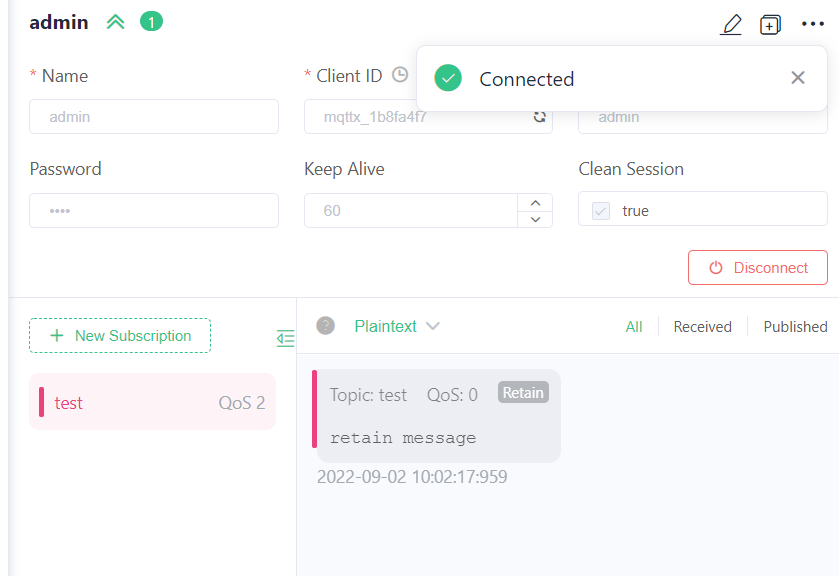 admin 1
Connected
* Name
* Client ID
admin
mqttx_1b8fa4f7
admin
Password
Keep Alive
Clean Session
••••
60
true
Disconnect
+ New Subscription
? Plaintext
All
Received
Published
test QoS 2
Topic: test QoS: 0 Retain
retain message
2022-09-02 10:02:17:959